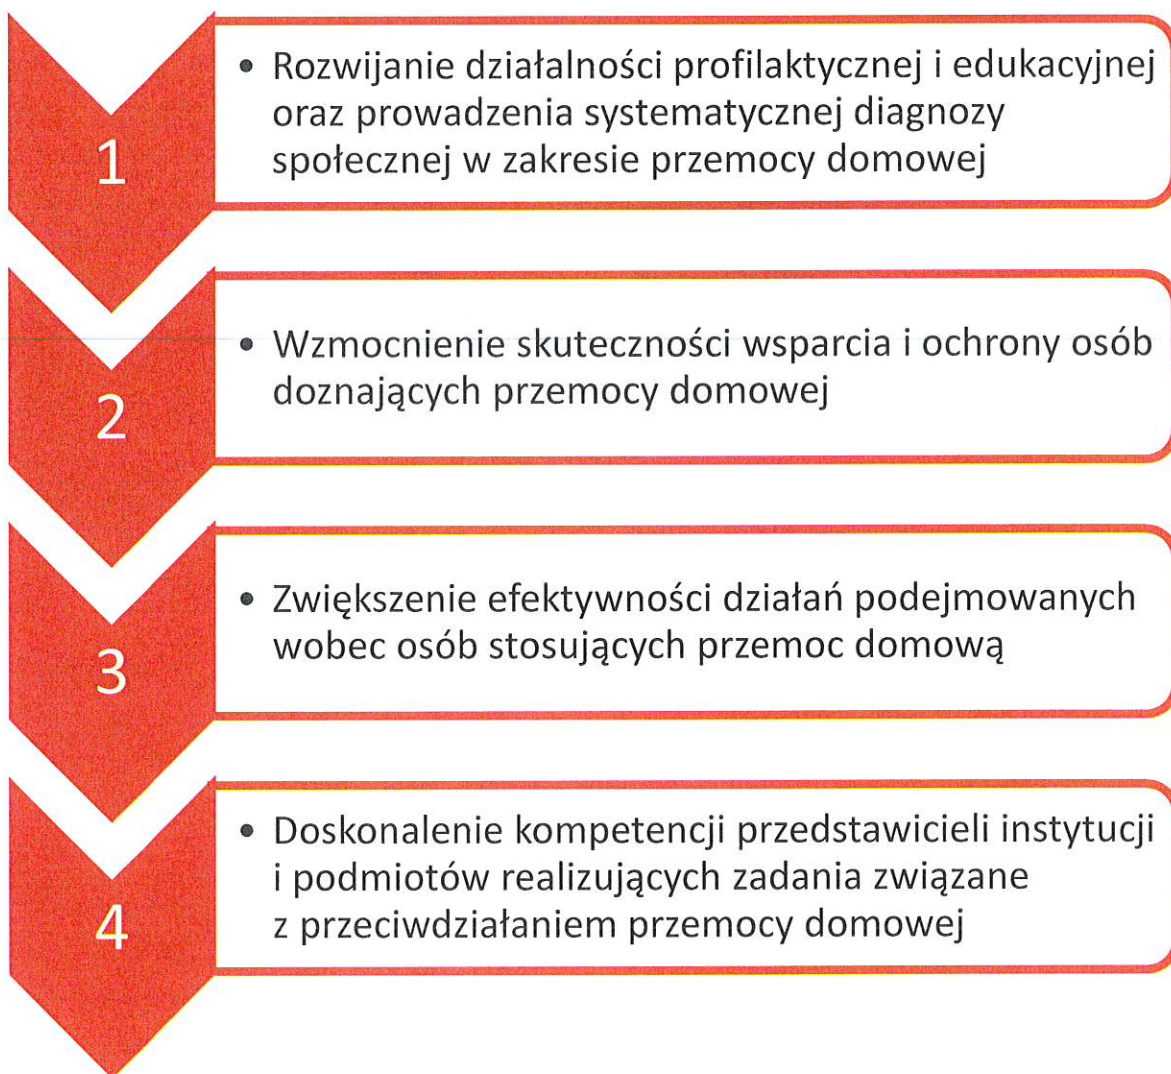 1
• Rozwijanie działalności profilaktycznej i edukacyjnej
oraz prowadzenia systematycznej diagnozy
społecznej w zakresie przemocy domowej
2
• Wzmocnienie skuteczności wsparcia i ochrony osób
doznających przemocy domowej
3
• Zwiększenie efektywności działań podejmowanych
wobec osób stosujących przemoc domową
4
• Doskonalenie kompetencji przedstawicieli instytucji
i podmiotów realizujących zadania związane
z przeciwdziałaniem przemocy domowej